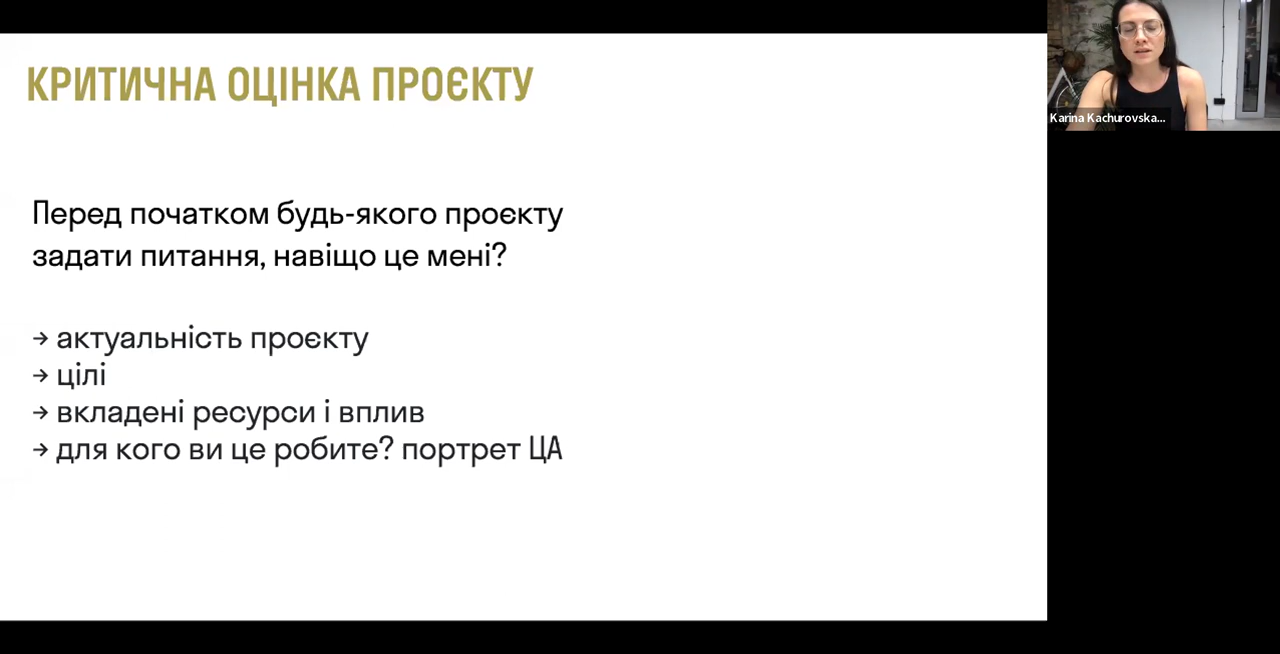 КРИТИЧНА ОЦІНКА ПРОЄКТУ
Перед початком будь-якого проєкту
задати питання, навіщо це мені?
→ актуальність проєкту
→ цілі
→ вкладені ресурси і вплив
→ для кого ви це робите? портрет ЦА
Karina Kachurovska...